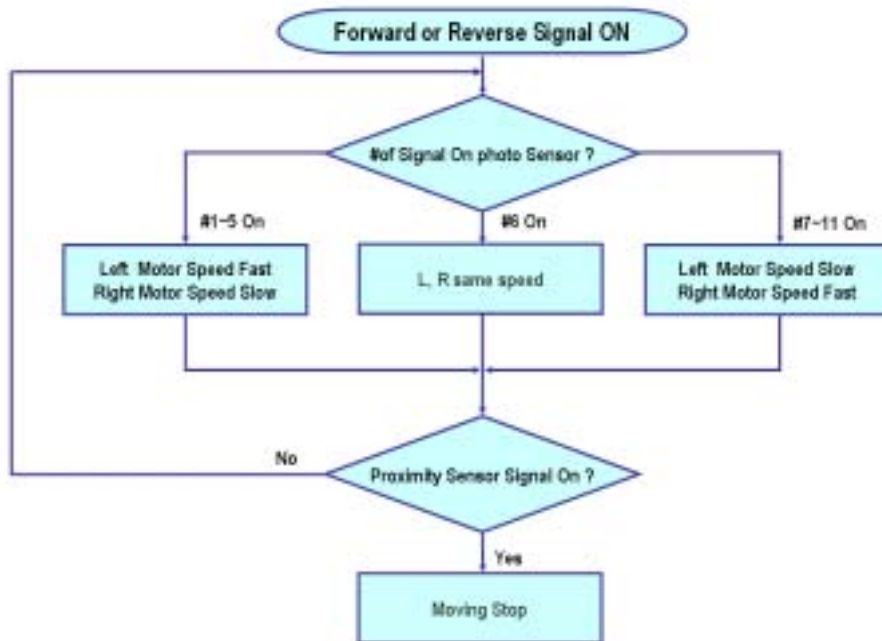 Forward or Reverse Signal ON
#of Signal On photo Sensor ?
#1~5 On
#6 On
#7~11 On
Left Motor Speed Fast
Right Motor Speed Slow
L, R same speed
Left Motor Speed Slow
Right Motor Speed Fast
No
Proximity Sensor Signal On ?
Yes
Moving Stop